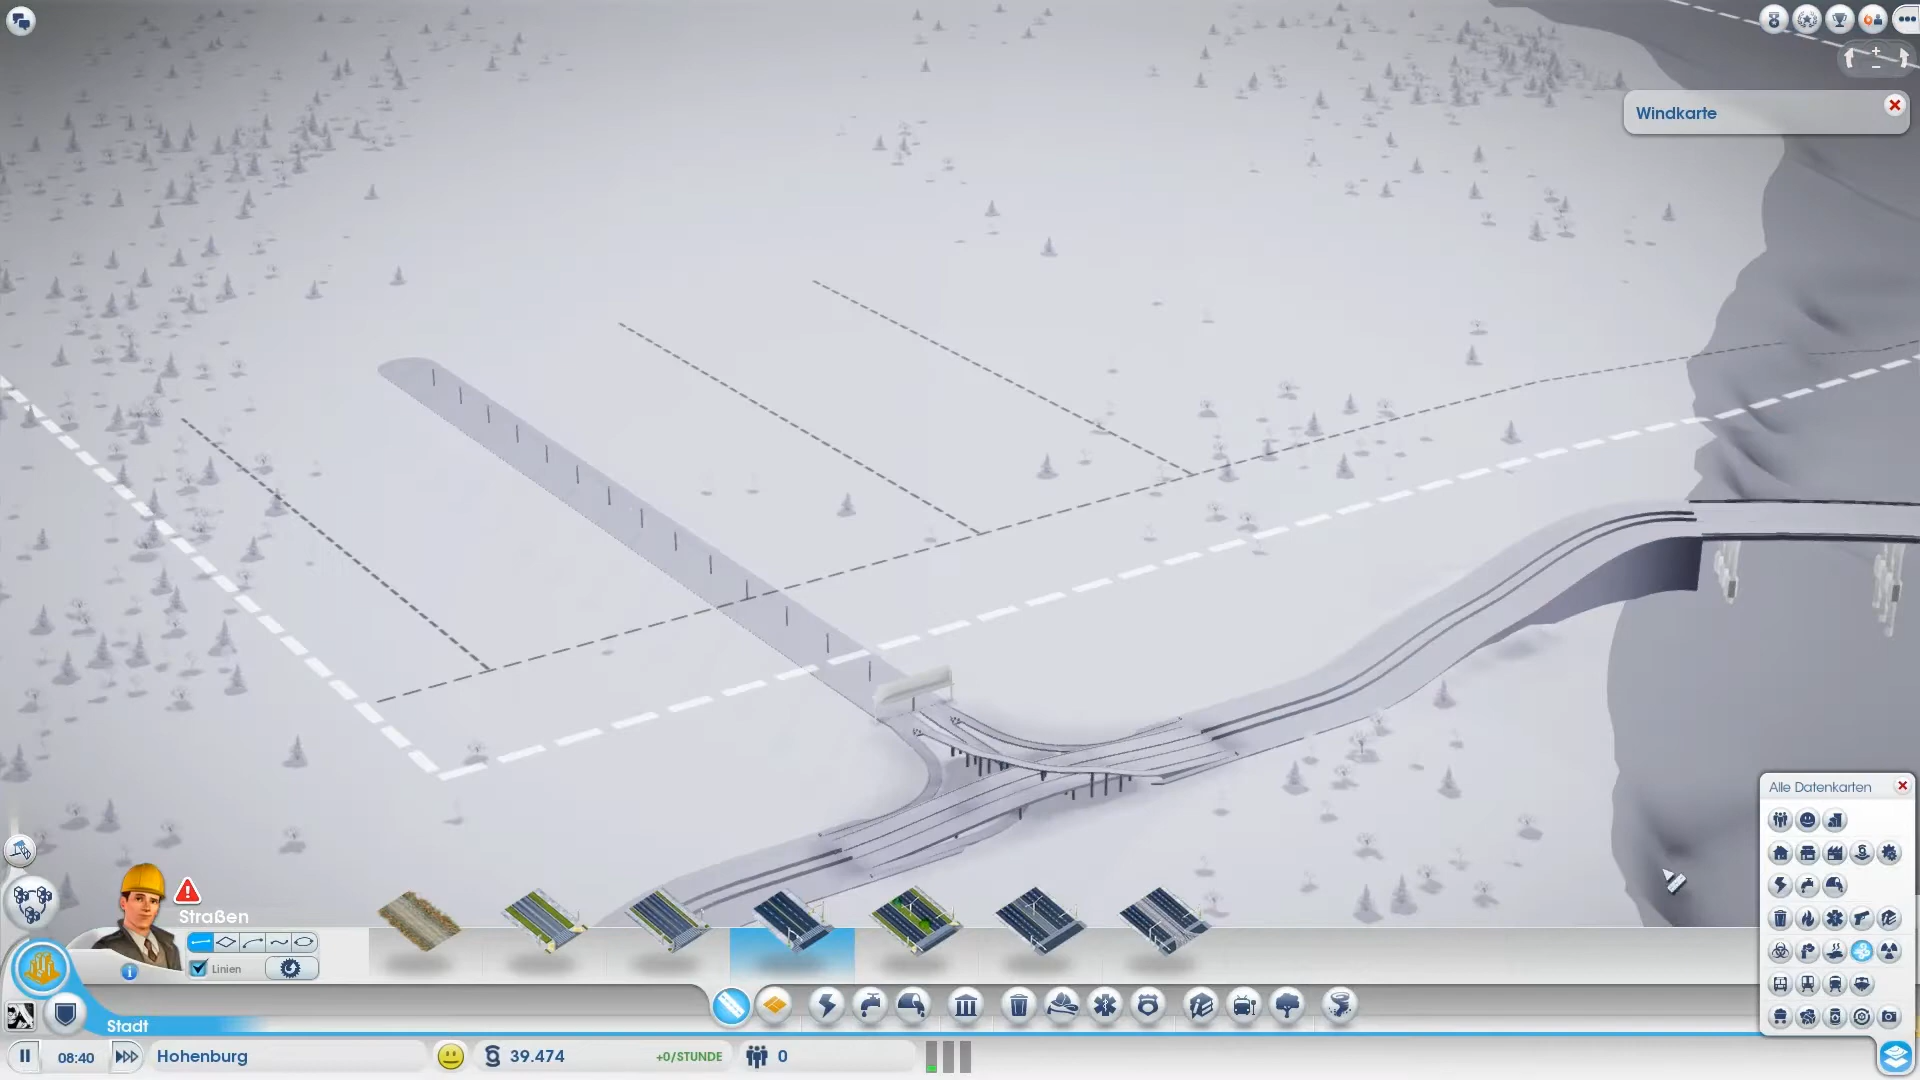 Windkarte
Alle Datenkarten
Straßen
Linien
Stadt
08:40
Hohenburg
39.474
+0/STUNDE
0